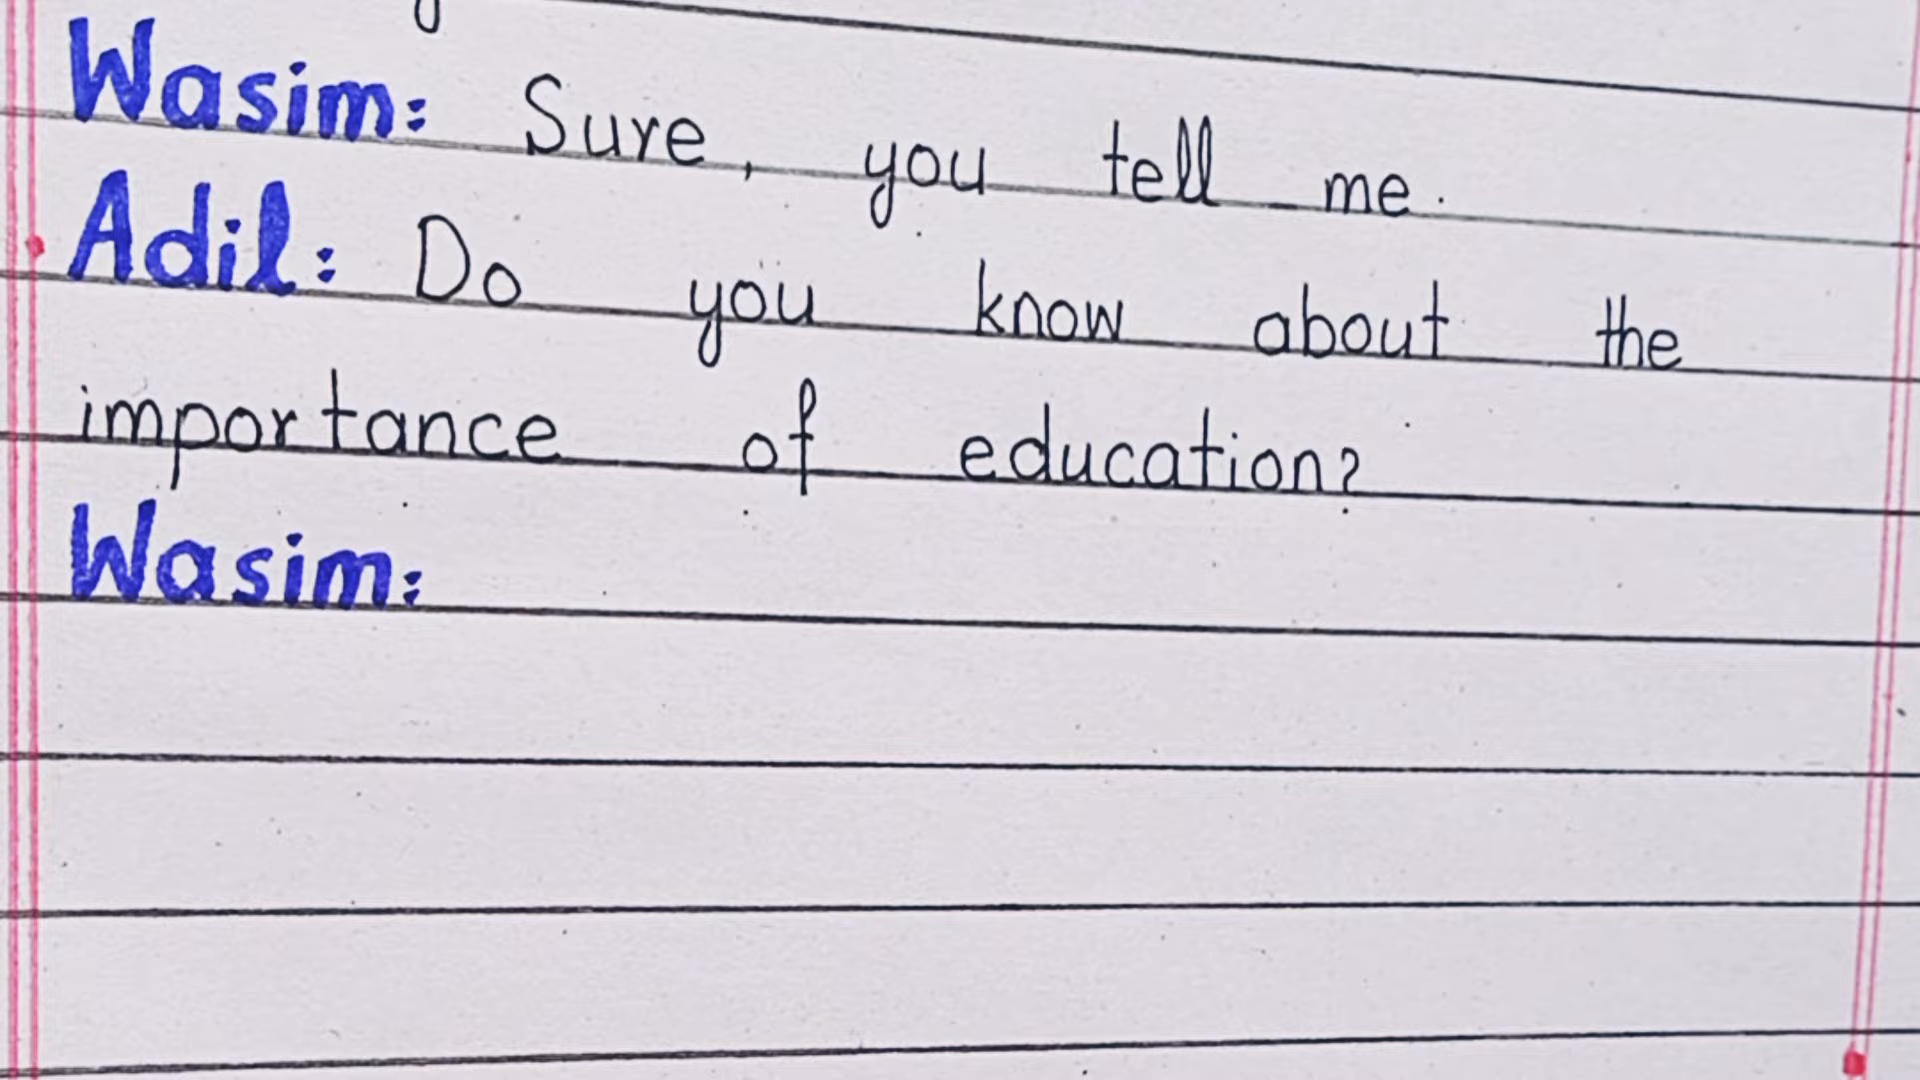 Wasim: Sure, you tell me.
Adil: Do you know about the
importance of education?
Wasim: